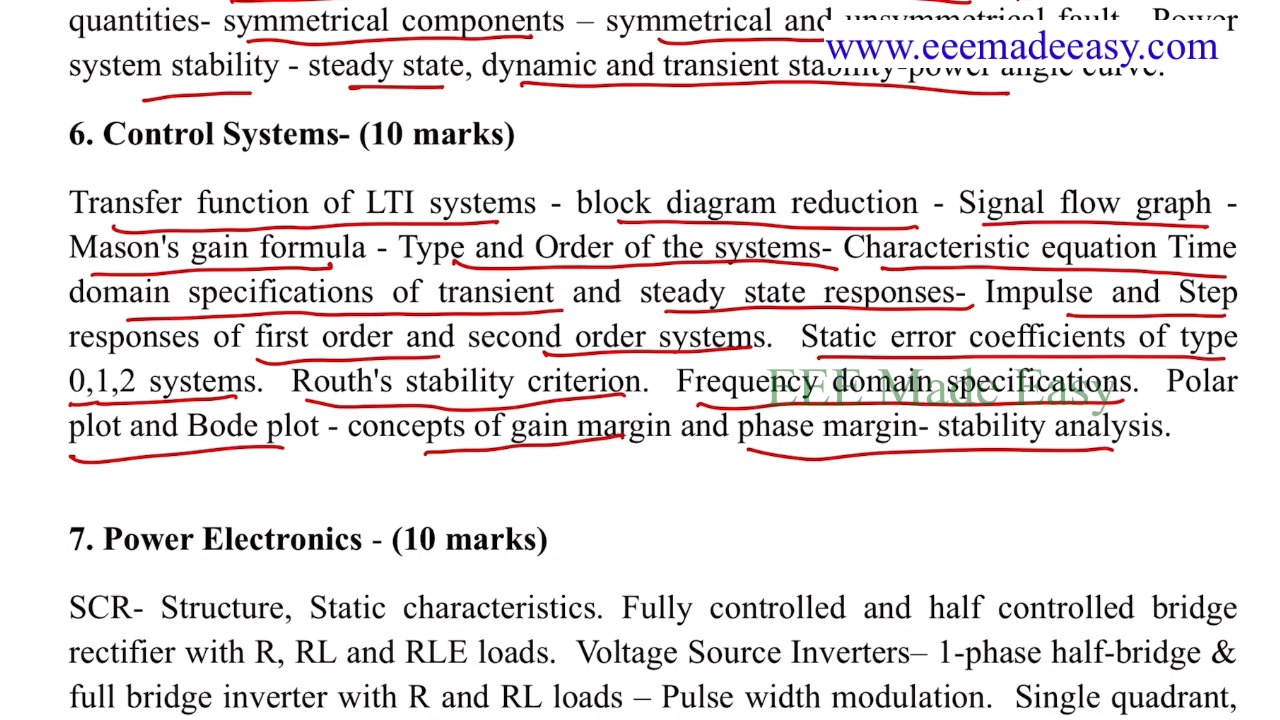 quantities- symmetrical components – symmetrical and unsymmetrical fault. Power
www.eeemadeeasy.com
system stability - steady state, dynamic and transient stability-power angle curve.
6. Control Systems- (10 marks)
Transfer function of LTI systems - block diagram reduction - Signal flow graph -
Mason's gain formula - Type and Order of the systems- Characteristic equation Time
domain specifications of transient and steady state responses- Impulse and Step
responses of first order and second order systems. Static error coefficients of type
0,1,2 systems. Routh's stability criterion. Frequency domain specifications. Polar
EEE Made Easy
plot and Bode plot - concepts of gain margin and phase margin- stability analysis.
7. Power Electronics - (10 marks)
SCR- Structure, Static characteristics. Fully controlled and half controlled bridge
rectifier with R, RL and RLE loads. Voltage Source Inverters– 1-phase half-bridge &
full bridge inverter with R and RL loads – Pulse width modulation. Single quadrant,